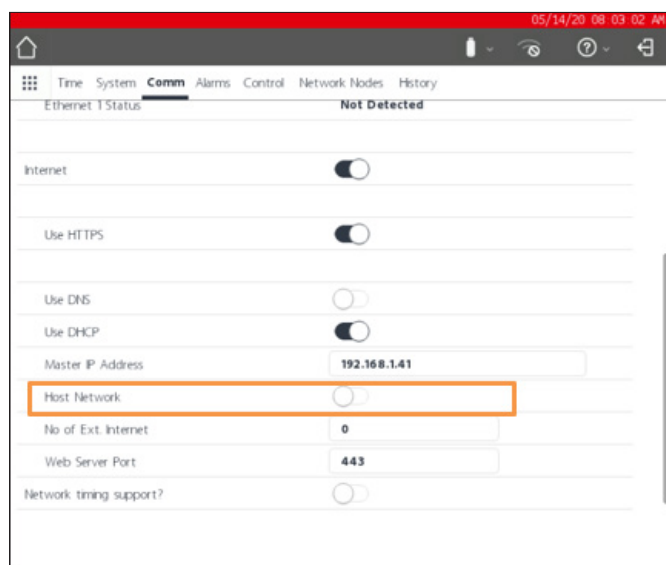 05/14/20 08 03 02 AM
Time System Comm Alarms Control Network Nodes History
Ethernet 1 Status Not Detected
Internet
Use HTTPS
Use DNS
Use DHCP
Master IP Address 192.168.1.41
Host Network
No of Ext. Internet 0
Web Server Port 443
Network timing support?